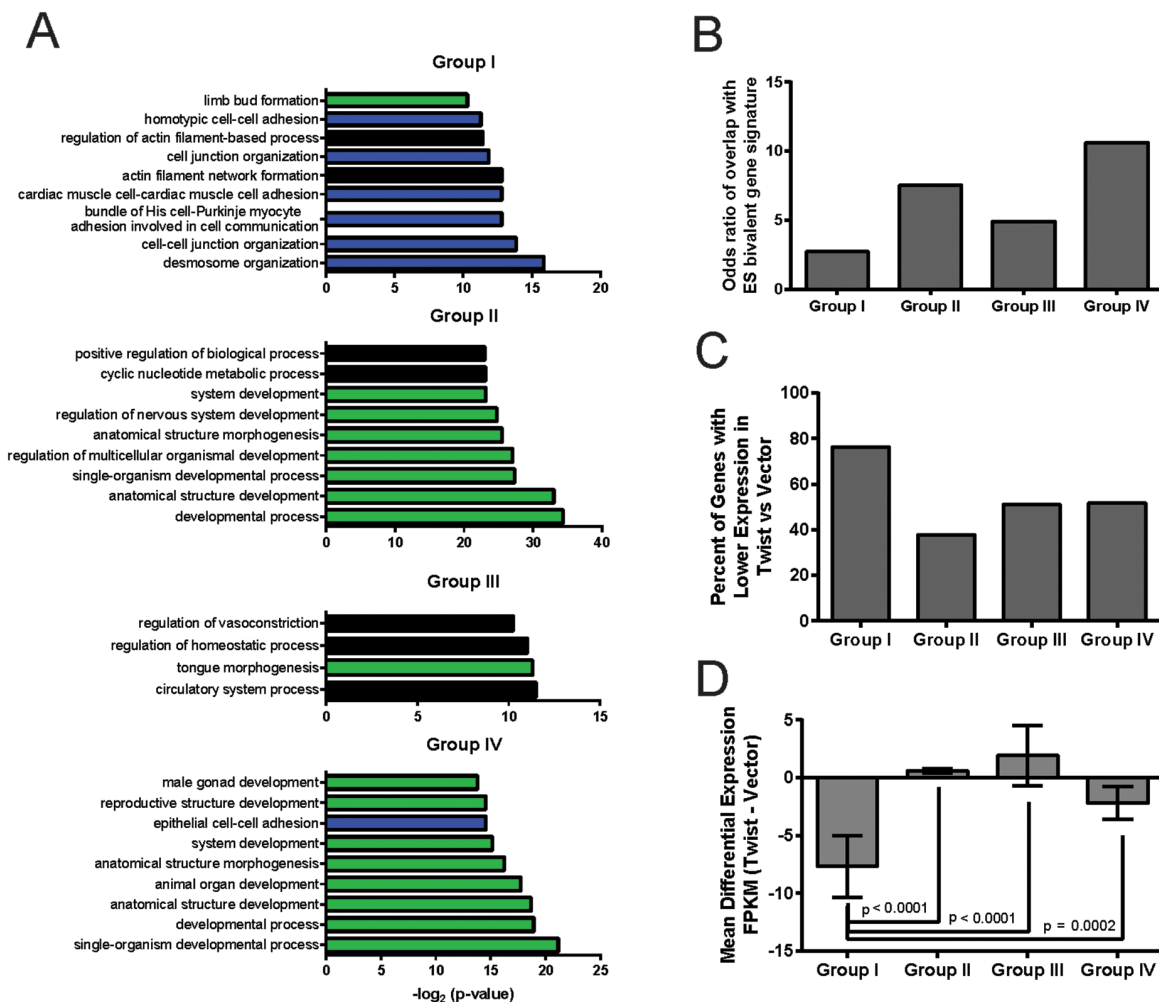 A
Group I
limb bud formation
homotypic cell-cell adhesion
regulation of actin filament-based process
cell junction organization
actin filament network formation
cardiac muscle cell-cardiac muscle cell adhesion
bundle of His cell-Purkinje myocyte
adhesion involved in cell communication
cell-cell junction organization
desmosome organization
0 5 10 15 20
Group II
positive regulation of biological process
cyclic nucleotide metabolic process
system development
regulation of nervous system development
anatomical structure morphogenesis
regulation of multicellular organismal development
single-organism developmental process
anatomical structure development
developmental process
0 10 20 30 40
Group III
regulation of vasoconstriction
regulation of homeostatic process
tongue morphogenesis
circulatory system process
0 5 10 15
Group IV
male gonad development
reproductive structure development
epithelial cell-cell adhesion
system development
anatomical structure morphogenesis
animal organ development
anatomical structure development
developmental process
single-organism developmental process
0 5 10 15 20 25
-log2 (p-value)
B
Odds ratio of overlap with
ES bivalent gene signature
15
10
5
0
Group I Group II Group III Group IV
C
Percent of Genes with
Lower Expression in
Twist vs Vector
100
80
60
40
20
0
Group I Group II Group III Group IV
D
Mean Differential Expression
FPKM (Twist - Vector)
5
0
-5
-10
-15
p < 0.0001
p < 0.0001
p = 0.0002
Group I Group II Group III Group IV